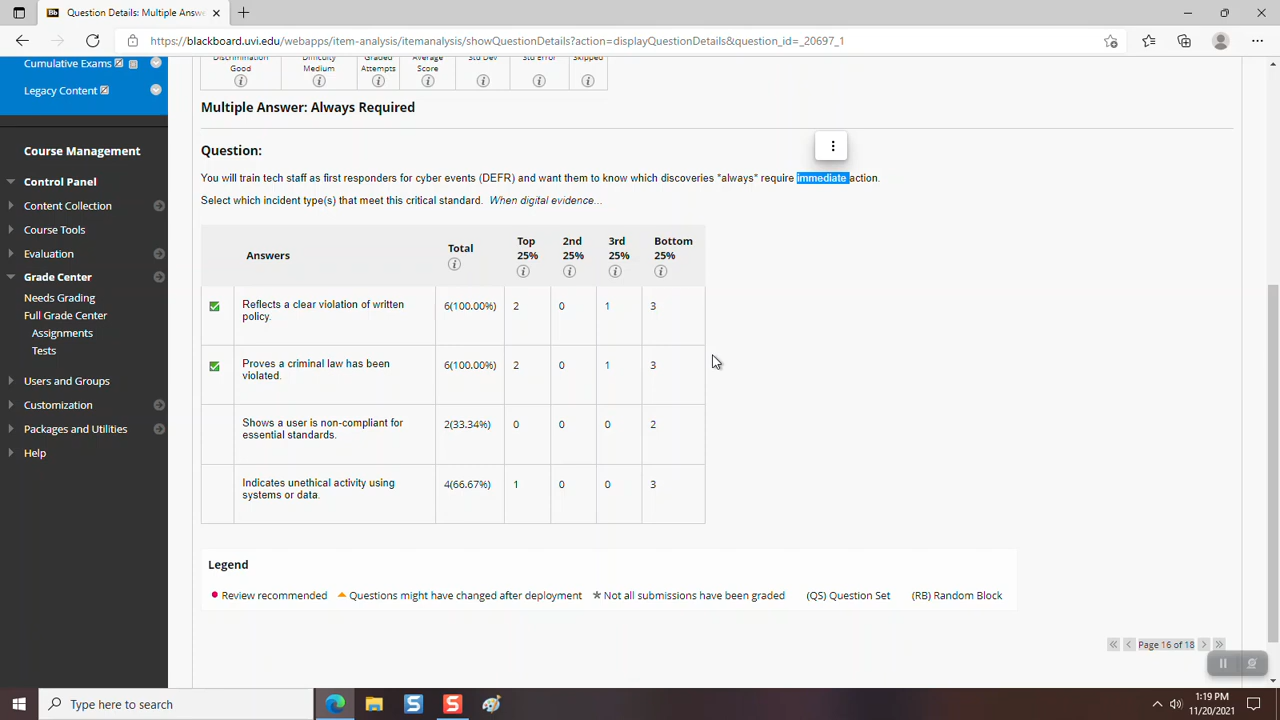 Question Details: Multiple Answer
https://blackboard.uvi.edu/webapps/item-analysis/itemanalysis/showQuestionDetails?action=displayQuestionDetails&question_id=_20697_1
Cumulative Exams
Legacy Content
Course Management
Control Panel
Content Collection
Course Tools
Evaluation
Grade Center
Needs Grading
Full Grade Center
Assignments
Tests
Users and Groups
Customization
Packages and Utilities
Help
Discrimination Difficulty Graded Average Std Dev Std Error Skipped
Good Medium Attempts Score
Multiple Answer: Always Required
Question:
You will train tech staff as first responders for cyber events (DEFR) and want them to know which discoveries "always" require immediate action.
Select which incident type(s) that meet this critical standard. When digital evidence...
Answers Total Top 25% 2nd 25% 3rd 25% Bottom 25%
Reflects a clear violation of written 6(100.00%) 2 0 1 3
policy.
Proves a criminal law has been 6(100.00%) 2 0 1 3
violated.
Shows a user is non-compliant for 2(33.34%) 0 0 0 2
essential standards.
Indicates unethical activity using 4(66.67%) 1 0 0 3
systems or data.
Legend
Review recommended Questions might have changed after deployment Not all submissions have been graded (QS) Question Set (RB) Random Block
Page 16 of 18
Type here to search
1:19 PM
11/20/2021